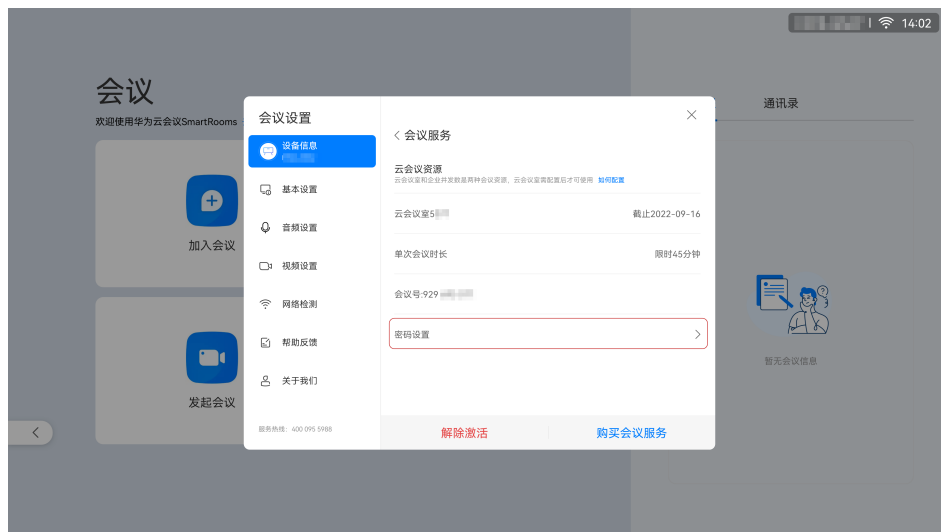 14:02
会议
欢迎使用华为云会议SmartRooms
加入会议
发起会议
会议设置
设备信息
基本设置
音频设置
视频设置
网络检测
帮助反馈
关于我们
服务热线：400 095 5988
会议服务
云会议资源
云会议室和企业并发数是两种会议资源，云会议室需配置后才可使用 如何配置
云会议室5
截止2022-09-16
单次会议时长
限时45分钟
会议号:929
密码设置
解除激活
购买会议服务
通讯录
暂无会议信息